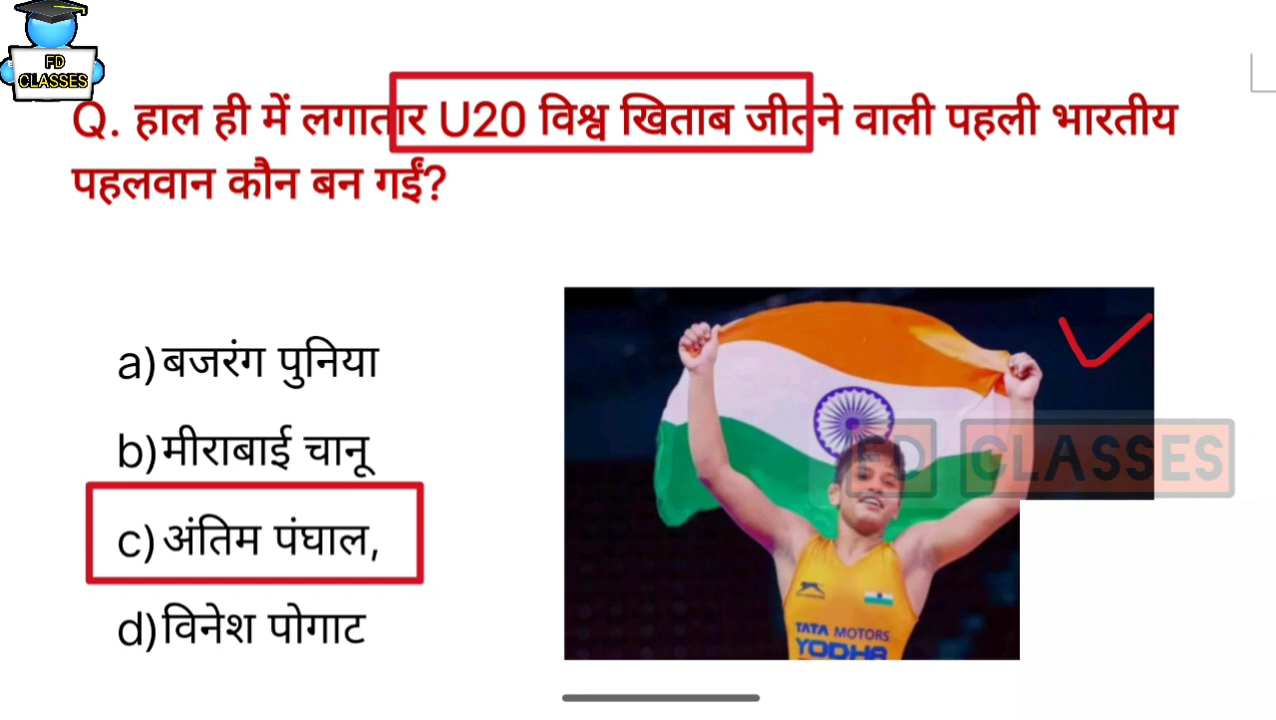 FD
CLASSES
Q. हाल ही में लगातार U20 विश्व खिताब जीतने वाली पहली भारतीय
पहलवान कौन बन गईं?
a) बजरंग पुनिया
b) मीराबाई चानू
c) अंतिम पंघाल,
d) विनेश पोगाट
FD CLASSES
TATA MOTORS
YODHA